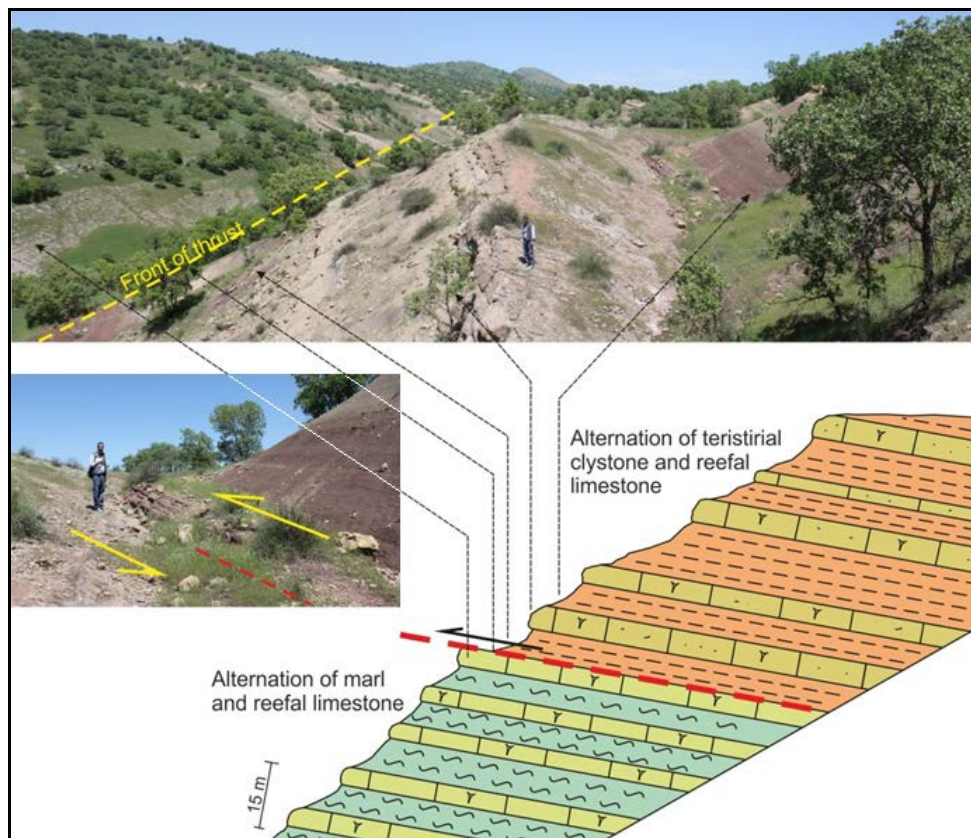 Front of thrust
Alternation of teristirial
clystone and reefal
limestone
Alternation of marl
and reefal limestone
15 m